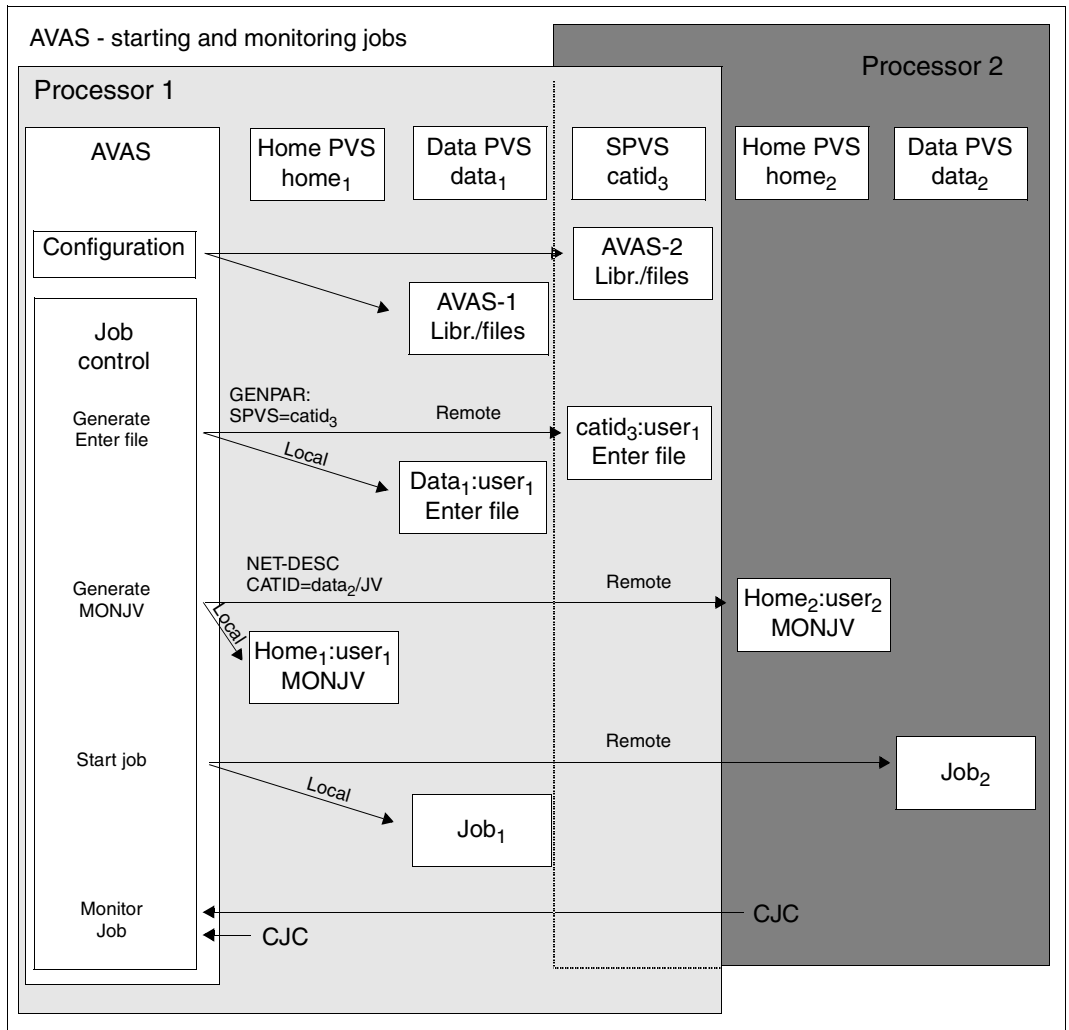 AVAS - starting and monitoring jobs
Processor 2
Processor 1
AVAS
Home PVS
home₁
Data PVS
data₁
SPVS
catid₃
Home PVS
home₂
Data PVS
data₂
Configuration
AVAS-2
Libr./files
AVAS-1
Libr./files
Job
control
Generate
Enter file
GENPAR:
SPVS=catid₃
Remote
Local
catid₃:user₁
Enter file
Data₁:user₁
Enter file
Generate
MONJV
NET-DESC
CATID=data₂/JV
Remote
Local
Home₂:user₂
MONJV
Home₁:user₁
MONJV
Start job
Remote
Local
Job₂
Job₁
Monitor
Job
CJC
CJC